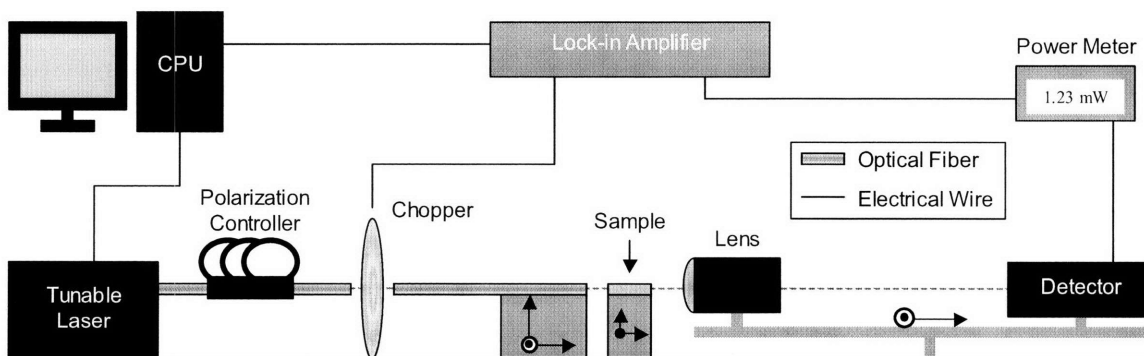 Lock-in Amplifier
Power Meter
CPU
1.23 mW
Optical Fiber
Electrical Wire
Polarization
Controller
Chopper
Sample
Lens
Tunable
Laser
Detector